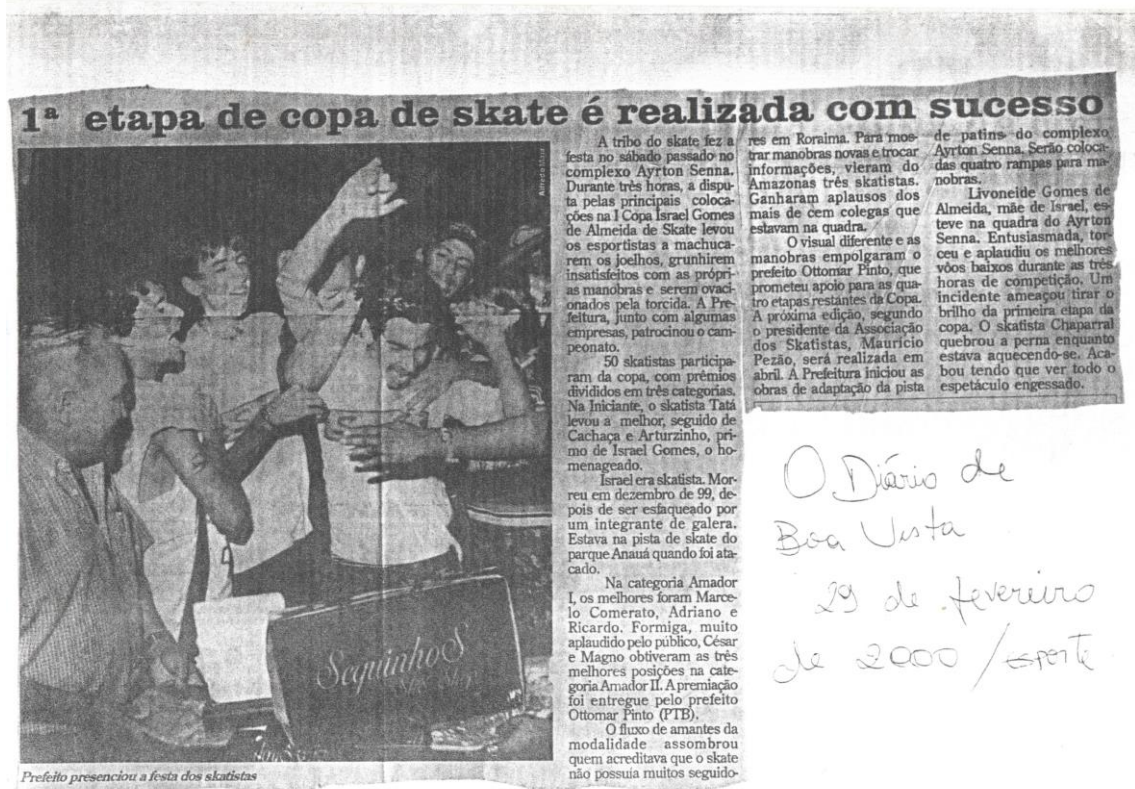 1ª etapa de copa de skate é realizada com sucesso
A tribo do skate fez a
festa no sábado passado no
complexo Ayrton Senna.
Durante três horas, a dispu-
ta pelas principais coloca-
ções na I Copa Israel Gomes
de Almeida de Skate levou
os esportistas a machuca-
rem os joelhos, grunhirem
insatisfeitos com as própri-
as manobras e serem ovaci-
onados pela torcida. A Pre-
feitura, junto com algumas
empresas, patrocinou o cam-
peonato.
50 skatistas participa-
ram da copa, com prêmios
divididos em três categorias.
Na Iniciante, o skatista Tatá
levou a melhor, seguido de
Cachaça e Arturzinho, pri-
mo de Israel Gomes, o ho-
menageado.
Israel era skatista. Mor-
reu em dezembro de 99, de-
pois de ser esfaqueado por
um integrante de galera.
Estava na pista de skate do
parque Anauá quando foi ata-
cado.
Na categoria Amador
I, os melhores foram Marce-
lo Comerato, Adriano e
Ricardo. Formiga, muito
aplaudido pelo público, César
e Magno obtiveram as três
melhores posições na cate-
goria Amador II. A premiação
foi entregue pelo prefeito
Ottomar Pinto (PTB).
O fluxo de amantes da
modalidade assombrou
quem acreditava que o skate
não possuía muitos seguido-
res em Roraima. Para mos-
trar manobras novas e trocar
informações, vieram do
Amazonas três skatistas.
Ganharam aplausos dos
mais de cem colegas que
estavam na quadra.
O visual diferente e as
manobras empolgaram o
prefeito Ottomar Pinto, que
prometeu apoio para as qua-
tro etapas restantes da Copa.
A próxima edição, segundo
o presidente da Associação
dos Skatistas, Maurício
Pezão, será realizada em
abril. A Prefeitura iniciou as
obras de adaptação da pista
de patins do complexo
Ayrton Senna. Serão coloca-
das quatro rampas para ma-
nobras.
Livoneide Gomes de
Almeida, mãe de Israel, es-
teve na quadra do Ayrton
Senna. Entusiasmada, tor-
ceu e aplaudiu os melhores
vôos baixos durante as três
horas de competição. Um
incidente ameaçou tirar o
brilho da primeira etapa da
copa. O skatista Chaparral
quebrou a perna enquanto
estava aquecendo-se. Aca-
bou tendo que ver todo o
espetáculo engessado.
SequinhoS
Prefeito presenciou a festa dos skatistas
O Diário de
Boa Vista
29 de fevereiro
de 2000 / esporte